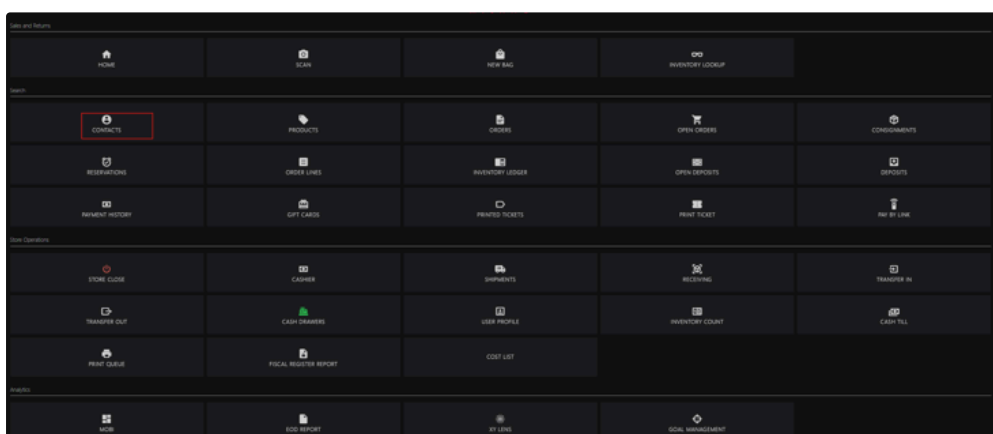 Sales and Returns
HOME
SCAN
NEW BAG
INVENTORY LOOKUP
Search
CONTACTS
PRODUCTS
ORDERS
OPEN ORDERS
CONSIGNMENTS
RESERVATIONS
ORDER LINES
INVENTORY LEDGER
OPEN DEPOSITS
DEPOSITS
PAYMENT HISTORY
GIFT CARDS
PRINTED TICKETS
PRINT TICKET
PAY BY LINK
Store Operations
STORE CLOSE
CASHIER
SHIPMENTS
RECEIVING
TRANSFER IN
TRANSFER OUT
CASH DRAWERS
USER PROFILE
INVENTORY COUNT
CASH TILL
PRINT QUEUE
FISCAL REGISTER REPORT
COST LIST
Analytics
MOBI
EOD REPORT
XY LENS
GOAL MANAGEMENT